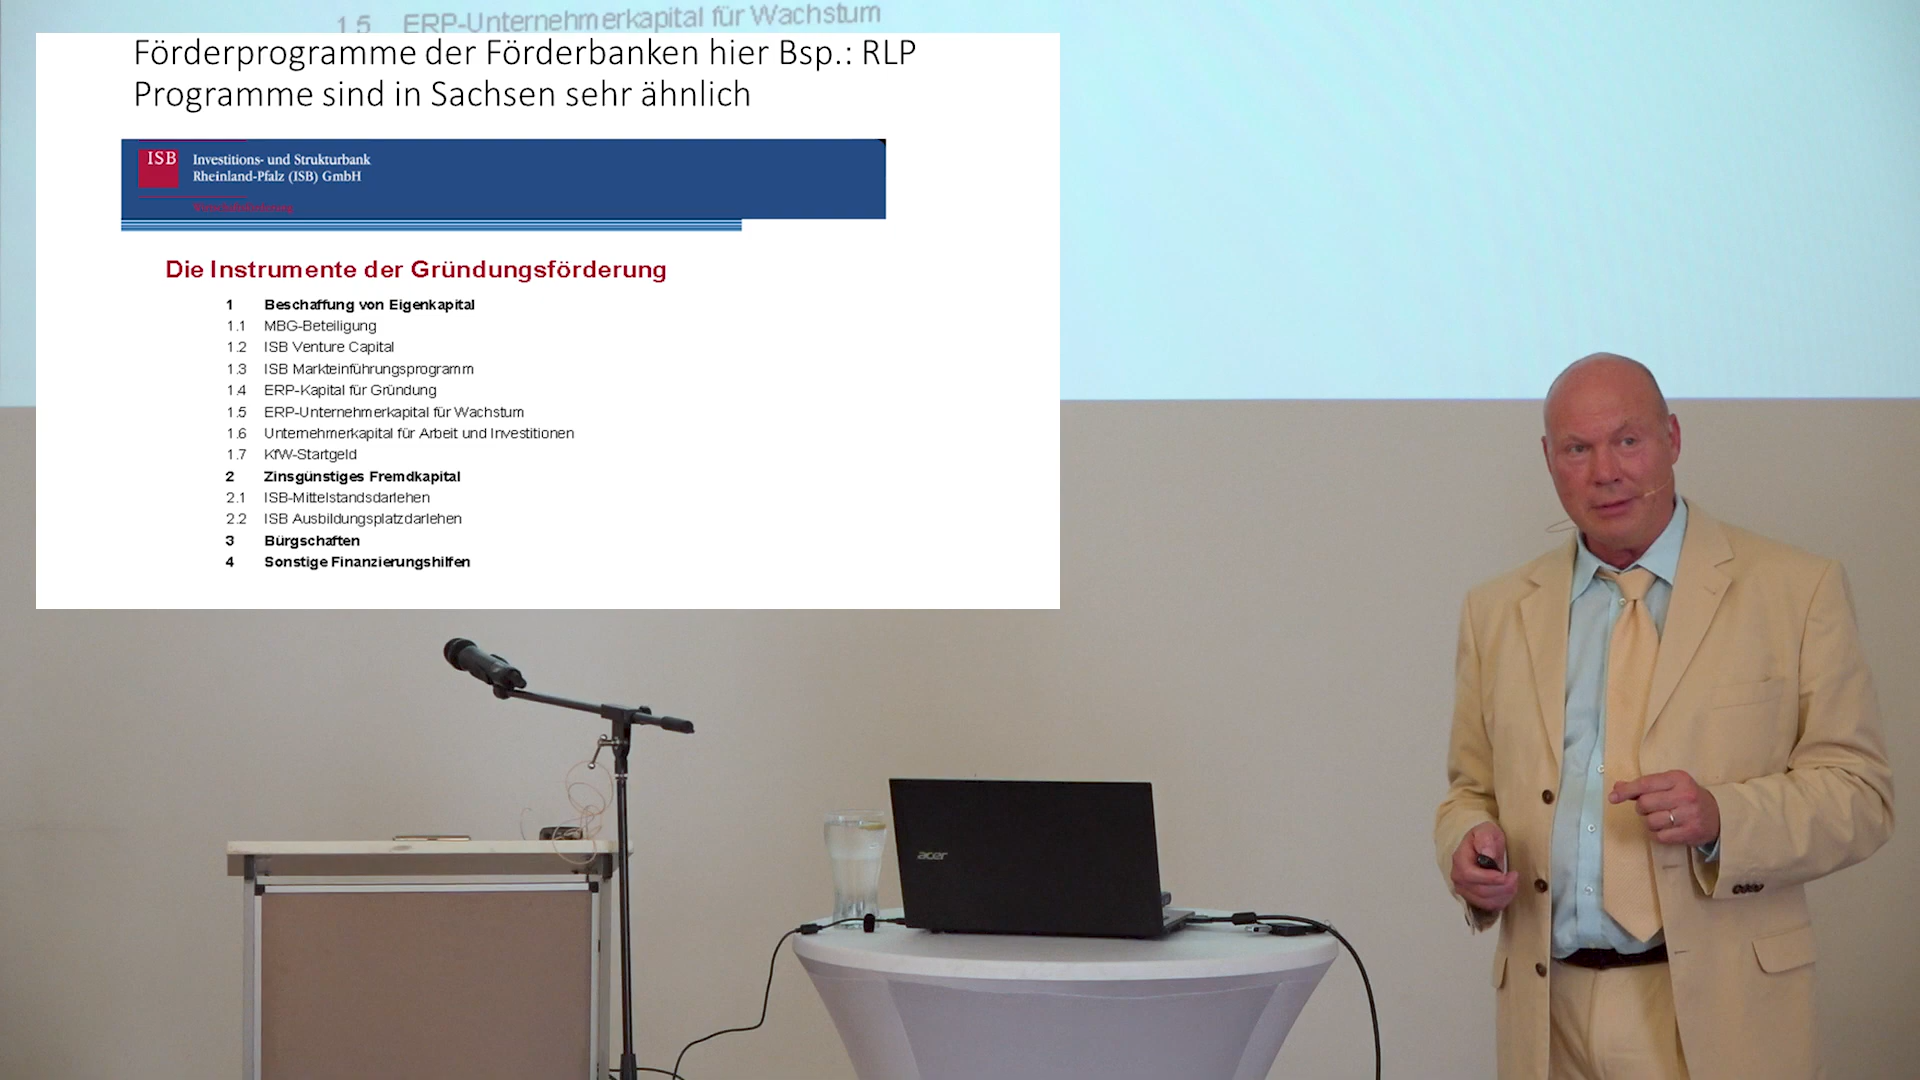 1.5 ERP-Unternehmerkapital für Wachstum
Förderprogramme der Förderbanken hier Bsp.: RLP
Programme sind in Sachsen sehr ähnlich
ISB Investitions- und Strukturbank
Rheinland-Pfalz (ISB) GmbH
Die Instrumente der Gründungsförderung
1 Beschaffung von Eigenkapital
1.1 MBG-Beteiligung
1.2 ISB Venture Capital
1.3 ISB Markteinführungsprogramm
1.4 ERP-Kapital für Gründung
1.5 ERP-Unternehmerkapital für Wachstum
1.6 Unternehmerkapital für Arbeit und Investitionen
1.7 KfW-Startgeld
2 Zinsgünstiges Fremdkapital
2.1 ISB-Mittelstandsdarlehen
2.2 ISB Ausbildungsplatzdarlehen
3 Bürgschaften
4 Sonstige Finanzierungshilfen
acer